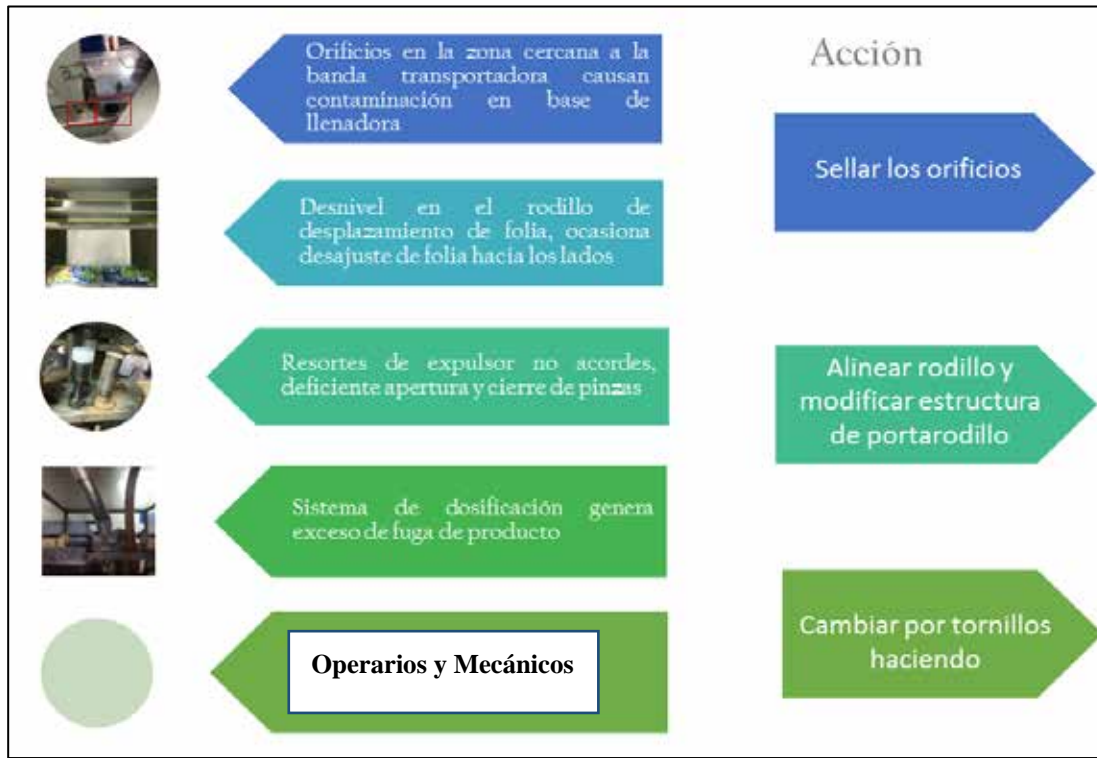 Orificios en la zona cercana a la
banda transportadora causan
contaminación en base de
llenadora
Desnivel en el rodillo de
desplazamiento de folia, ocasiona
desajuste de folia hacia los lados
Resortes de expulsor no acordes,
deficiente apertura y cierre de pinzas
Sistema de dosificación genera
exceso de fuga de producto
Operarios y Mecánicos
Acción
Sellar los orificios
Alinear rodillo y
modificar estructura
de portarodillo
Cambiar por tornillos
haciendo